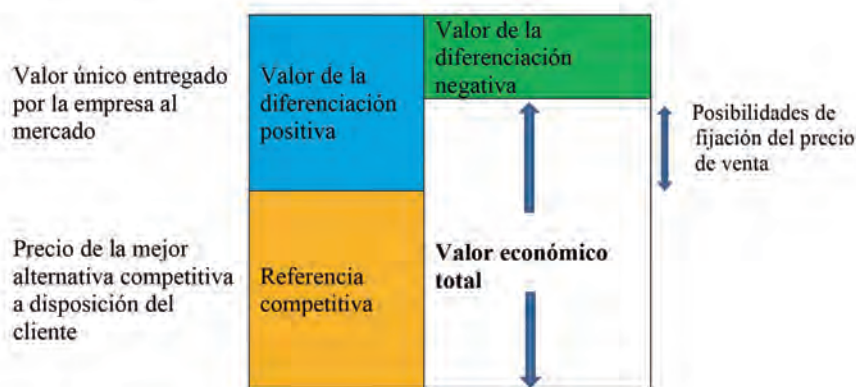 Valor único entregado
por la empresa al
mercado
Valor de la
diferenciación
positiva
Valor de la
diferenciación
negativa
Posibilidades de
fijación del precio
de venta
Precio de la mejor
alternativa competitiva
a disposición del
cliente
Referencia
competitiva
Valor económico
total